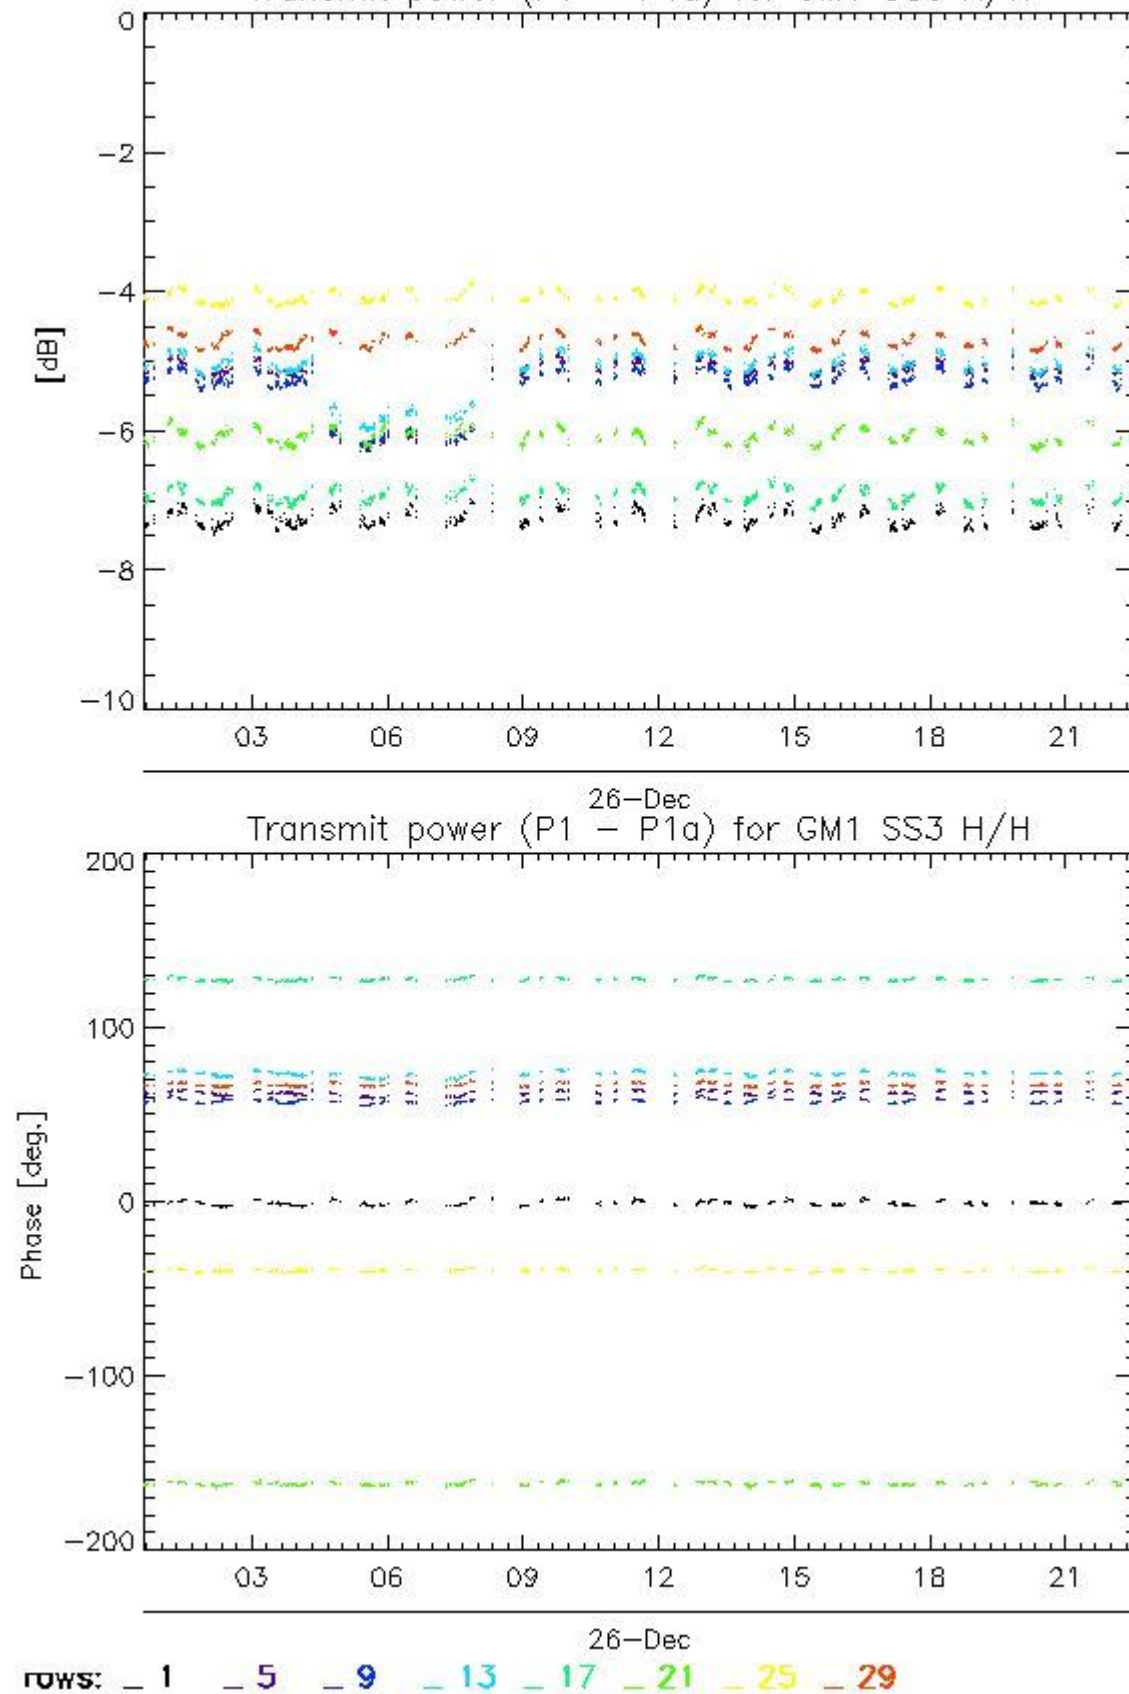 0
−2
−4
[dB]
−6
−8
−10
03 06 09 12 15 18 21
26−Dec
Transmit power (P1 − P1a) for GM1 SS3 H/H
200
100
Phase [deg.]
0
−100
−200
03 06 09 12 15 18 21
26−Dec
rows: _ 1 _ 5 _ 9 _ 13 _ 17 _ 21 _ 25 _ 29